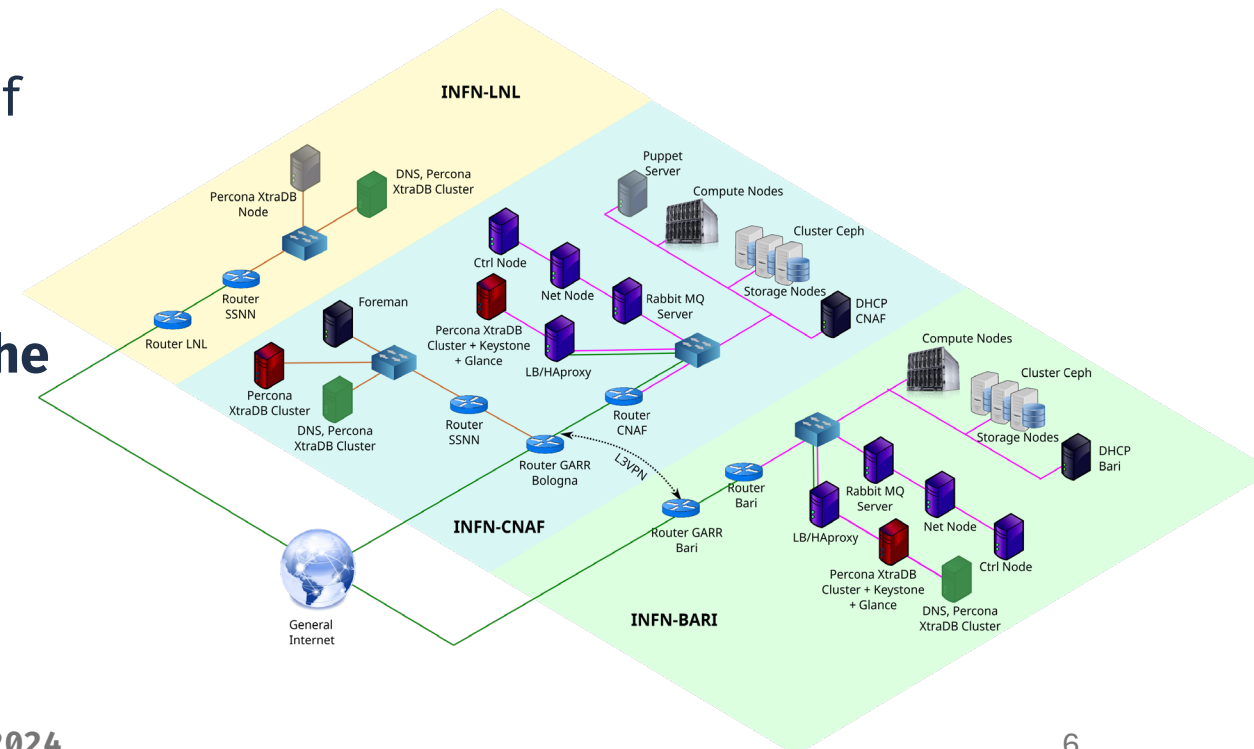 f
he
INFN-LNL
Percona XtraDB
Node
DNS, Percona
XtraDB Cluster
Router
SSNN
Router LNL
Puppet
Server
Compute Nodes
Cluster Ceph
Storage Nodes
DHCP
CNAF
Ctrl Node
Net Node
Rabbit MQ
Server
Percona XtraDB
Cluster + Keystone
+ Glance
LB/HAproxy
Foreman
Percona
XtraDB Cluster
DNS, Percona
XtraDB Cluster
Router
SSNN
Router
CNAF
Router GARR
Bologna
L3VPN
INFN-CNAF
Compute Nodes
Cluster Ceph
Storage Nodes
DHCP
Bari
Router
Bari
Router GARR
Bari
Rabbit MQ
Server
Net Node
Ctrl Node
LB/HAproxy
Percona XtraDB
Cluster + Keystone
+ Glance
DNS, Percona
XtraDB Cluster
INFN-BARI
General
Internet
2024
6